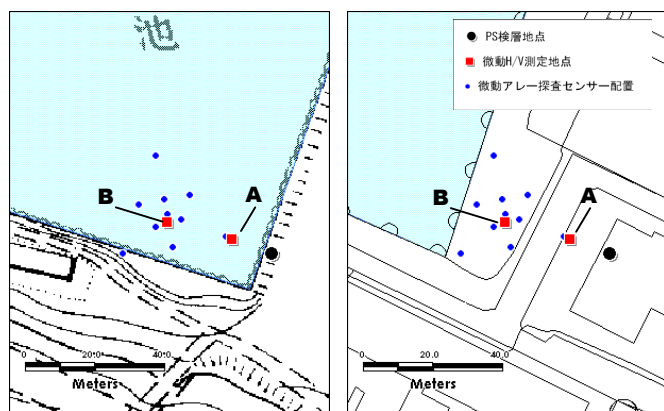 池
B
A
0 20.0 40.0
Meters
PS検層地点
微動H/V測定地点
微動アレー探査センサー配置
B
A
0 20.0 40.0
Meters